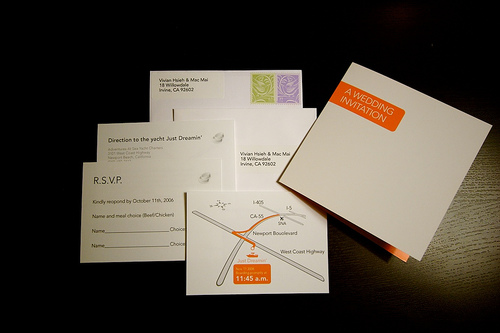 Vivian Hsieh & Mac Mai
18 Willowdale
Irvine, CA 92602
A WEDDING
INVITATION
Direction to the yacht Just Dreamin'
Vivian Hsieh & Mac Mai
18 Willowdale
Irvine, CA 92602
R.S.V.P.
Kindly respond by October 11th, 2006
Name and meal choice (Beef/Chicken)
Name Choice
Name Choice
I-405
I-5
CA-55
SNA
Newport Boulevard
West Coast Highway
Just Dreamin'
11:45 a.m.